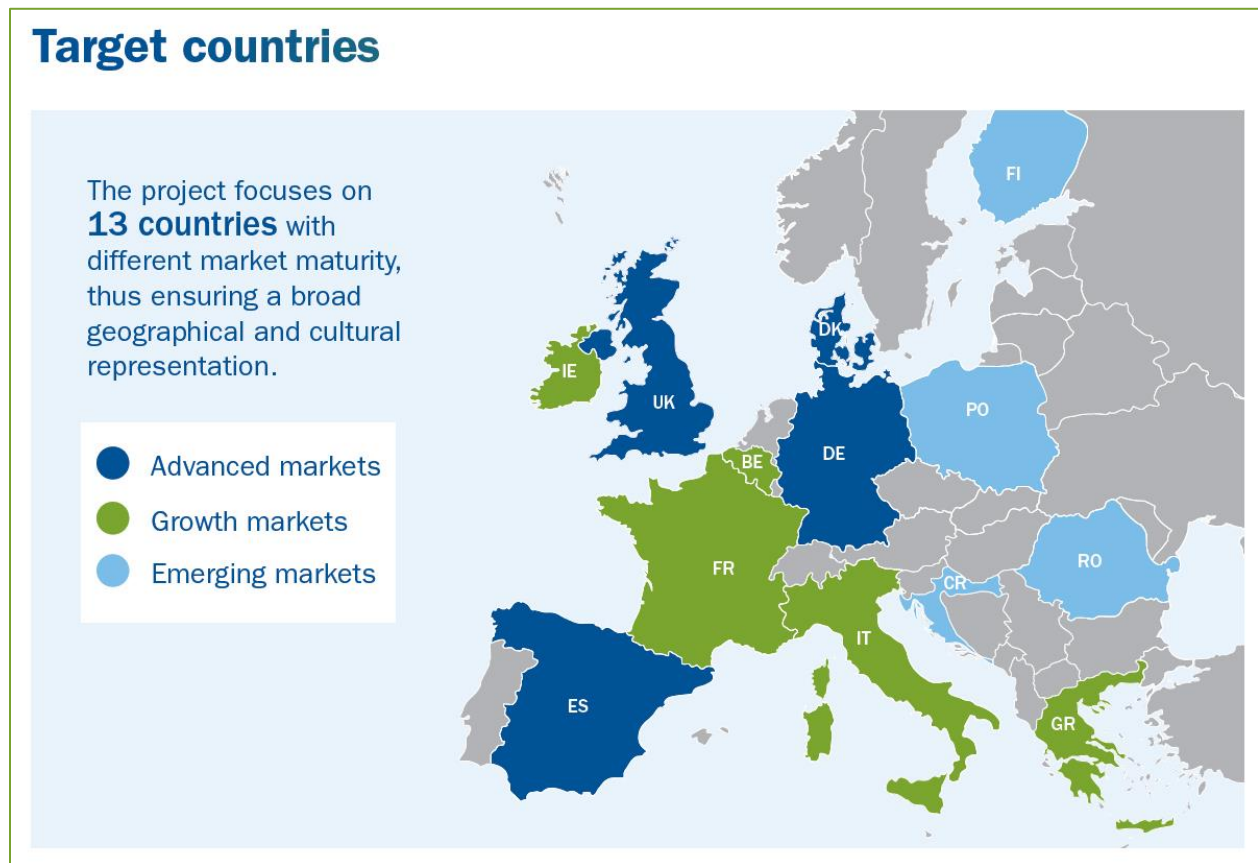 Target countries
The project focuses on
13 countries with
different market maturity,
thus ensuring a broad
geographical and cultural
representation.
Advanced markets
Growth markets
Emerging markets
FI
DK
IE
UK
PO
BE
DE
FR
RO
CR
IT
ES
GR